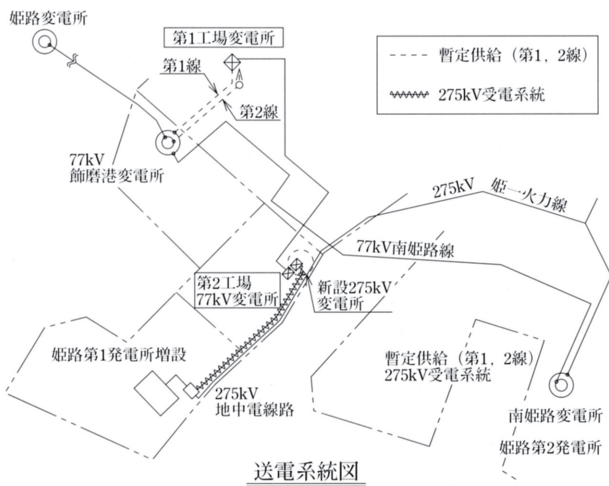 姫路変電所
第1工場変電所
第1線
第2線
暫定供給(第1，2線)
275kV受電系統
77kV
飾磨港変電所
275kV 姫一火力線
77kV南姫路線
第2工場
77kV変電所
新設275kV
変電所
姫路第1発電所増設
275kV
地中電線路
暫定供給(第1，2線)
275kV受電系統
南姫路変電所
姫路第2発電所
送電系統図